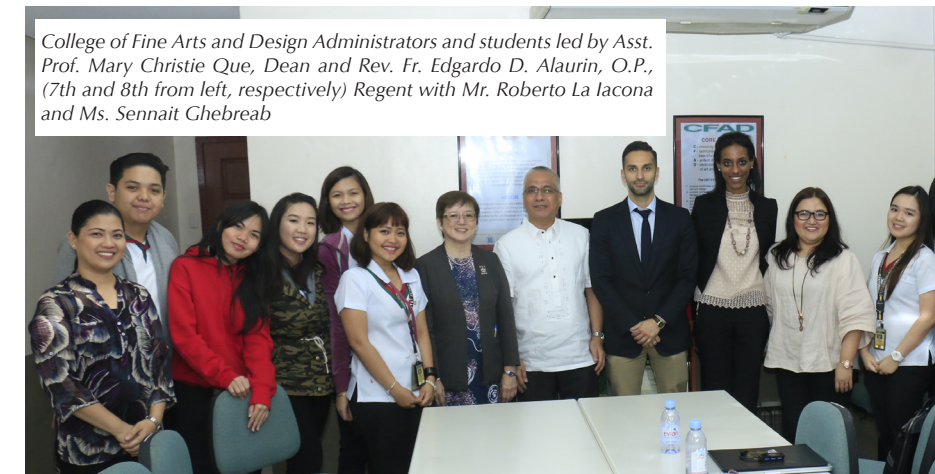 College of Fine Arts and Design Administrators and students led by Asst.
Prof. Mary Christie Que, Dean and Rev. Fr. Edgardo D. Alaurin, O.P.,
(7th and 8th from left, respectively) Regent with Mr. Roberto La Iacona
and Ms. Sennait Ghebreab
CFAD